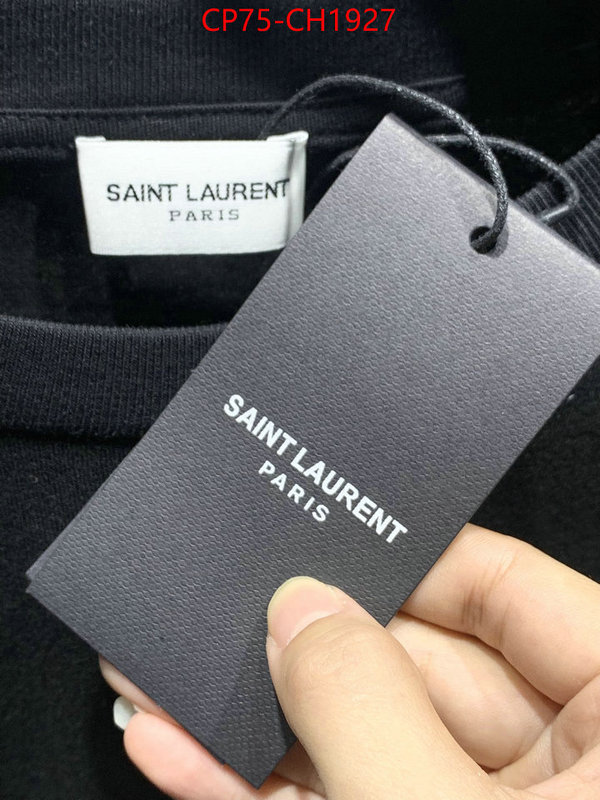 CP75-CH1927
SAINT LAURENT
PARIS
SAINT LAURENT
PARIS